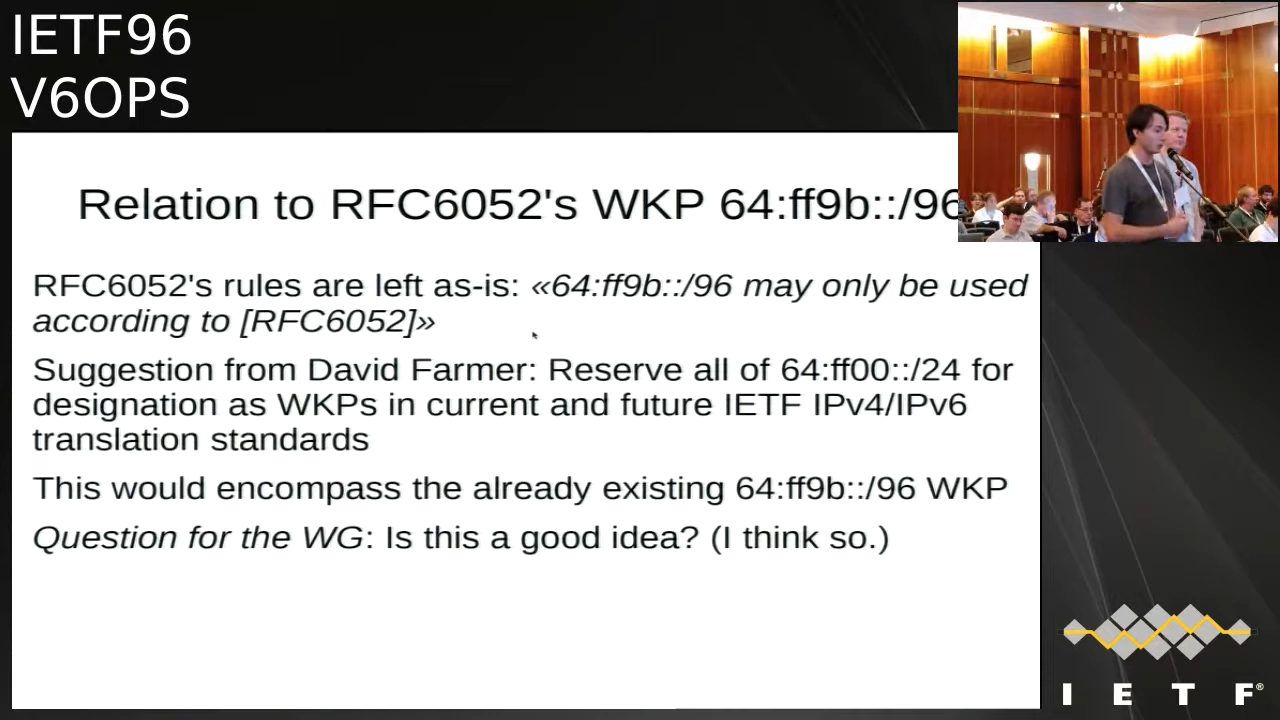 IETF96
V6OPS
Relation to RFC6052's WKP 64:ff9b::/96
RFC6052's rules are left as-is: «64:ff9b::/96 may only be used
according to [RFC6052]»
Suggestion from David Farmer: Reserve all of 64:ff00::/24 for
designation as WKPs in current and future IETF IPv4/IPv6
translation standards
This would encompass the already existing 64:ff9b::/96 WKP
Question for the WG: Is this a good idea? (I think so.)
I E T F®